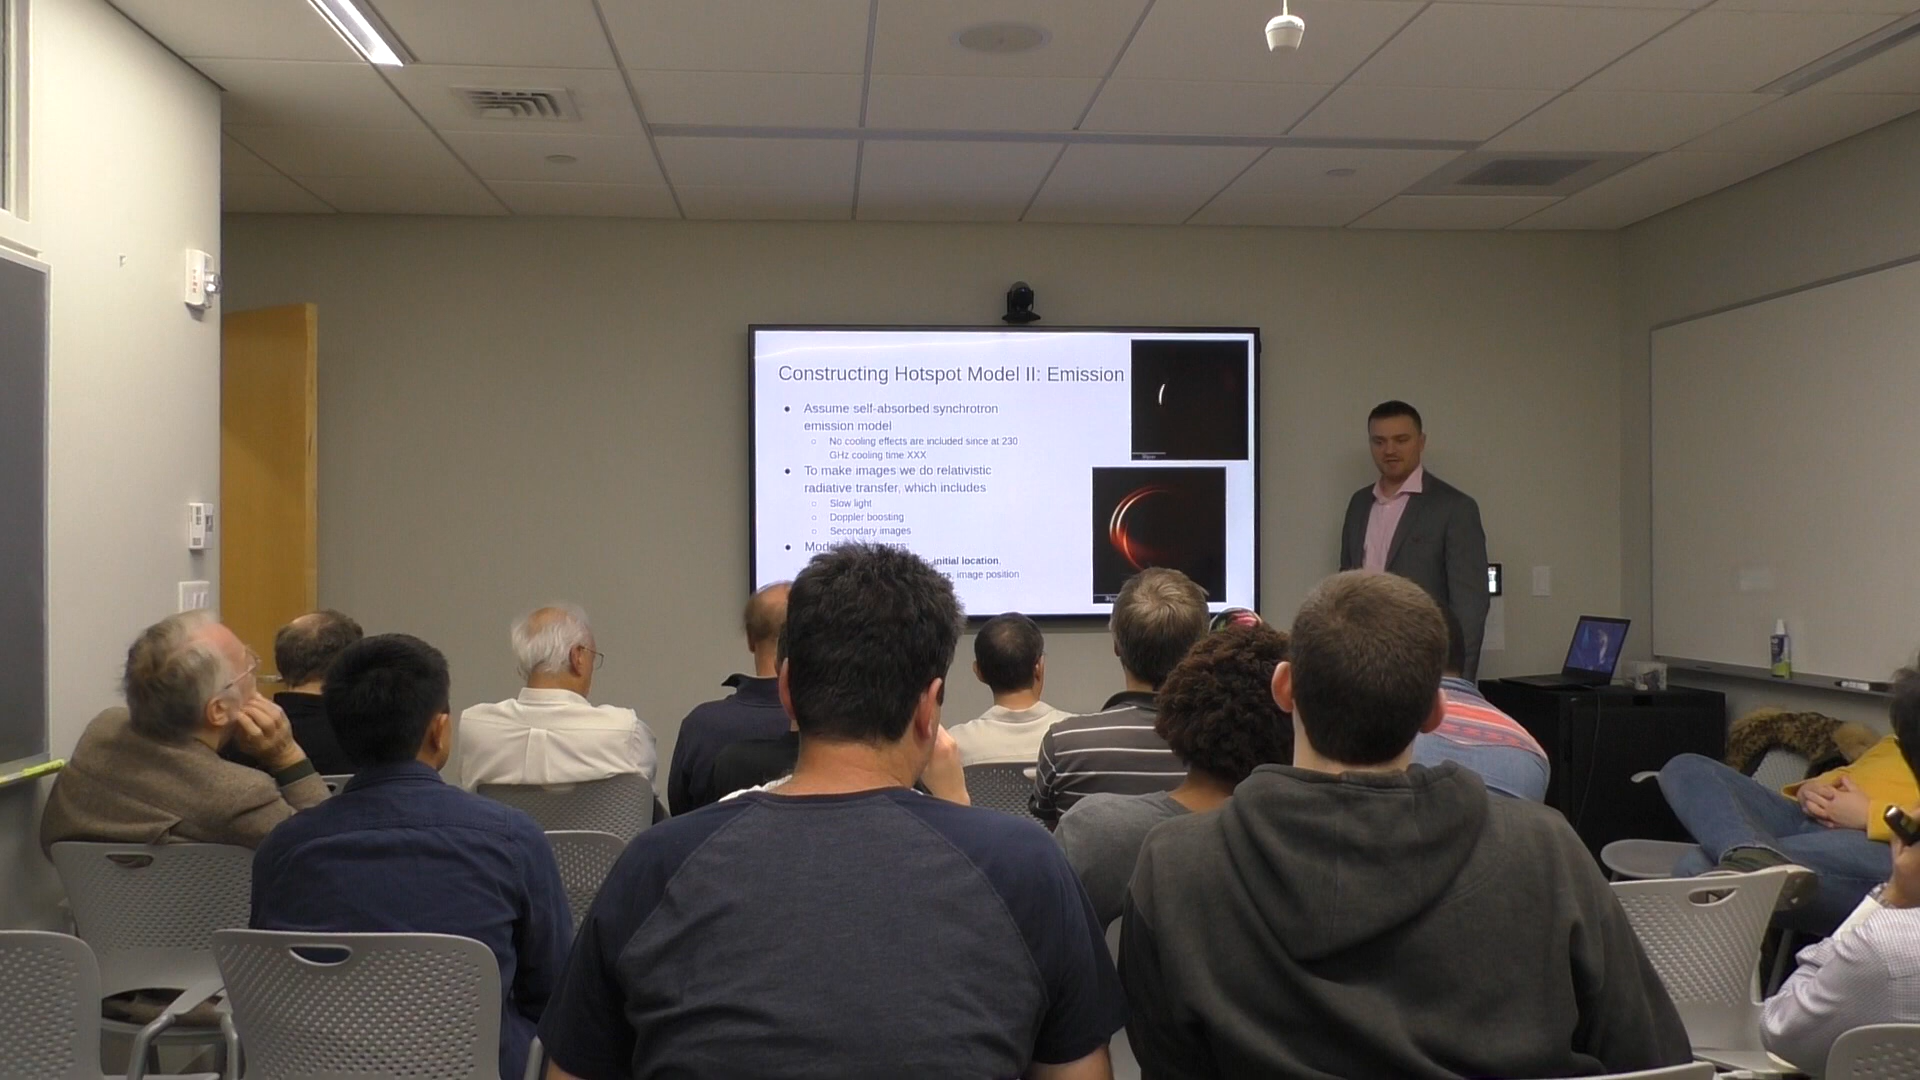 Constructing Hotspot Model II: Emission
Assume self-absorbed synchrotron
emission model
No cooling effects are included since at 230
GHz cooling time XXX
To make images we do relativistic
radiative transfer, which includes
Slow light
Doppler boosting
Secondary images
initial location,
image position